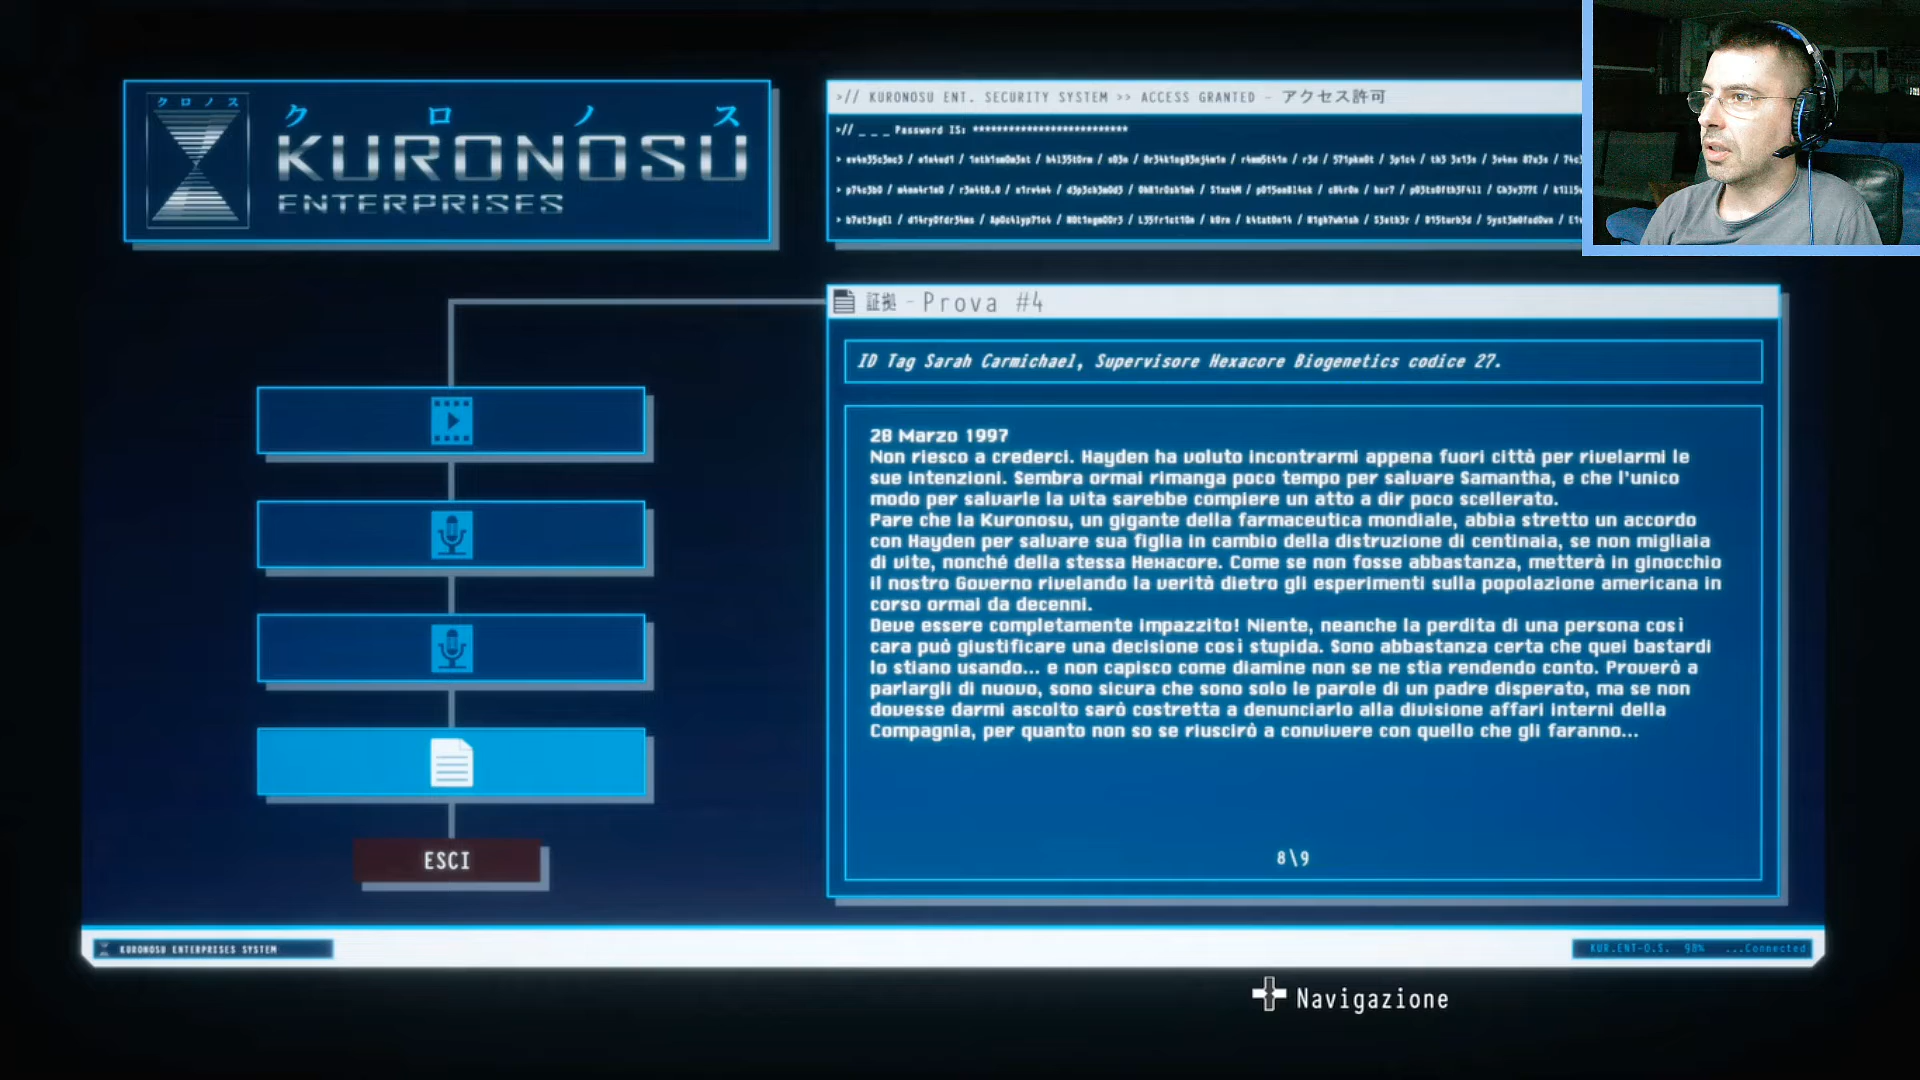 クロノス
ク ロ ノ ス
KURONOSU
ENTERPRISES
>// KURONOSU ENT. SECURITY SYSTEM >> ACCESS GRANTED - アクセス許可
>// _ _ _ Password IS: **************************
証拠 - Prova #4
ID Tag Sarah Carmichael, Supervisore Hexacore Biogenetics codice 27.
28 Marzo 1997
Non riesco a crederci. Hayden ha voluto incontrarmi appena fuori città per rivelarmi le
sue intenzioni. Sembra ormai rimanga poco tempo per salvare Samantha, e che l'unico
modo per salvarle la vita sarebbe compiere un atto a dir poco scellerato.
Pare che la Kuronosu, un gigante della farmaceutica mondiale, abbia stretto un accordo
con Hayden per salvare sua figlia in cambio della distruzione di centinaia, se non migliaia
di vite, nonché della stessa Hexacore. Come se non fosse abbastanza, metterà in ginocchio
il nostro Governo rivelando la verità dietro gli esperimenti sulla popolazione americana in
corso ormai da decenni.
Deve essere completamente impazzito! Niente, neanche la perdita di una persona così
cara può giustificare una decisione così stupida. Sono abbastanza certa che quei bastardi
lo stiano usando... e non capisco come diamine non se ne stia rendendo conto. Proverò a
parlargli di nuovo, sono sicura che sono solo le parole di un padre disperato, ma se non
dovesse darmi ascolto sarò costretta a denunciarlo alla divisione affari interni della
Compagnia, per quanto non so se riuscirò a convivere con quello che gli faranno...
8\9
ESCI
KURONOSU ENTERPRISES SYSTEM
KUR.ENT-O.S. 98% ...Connected
Navigazione